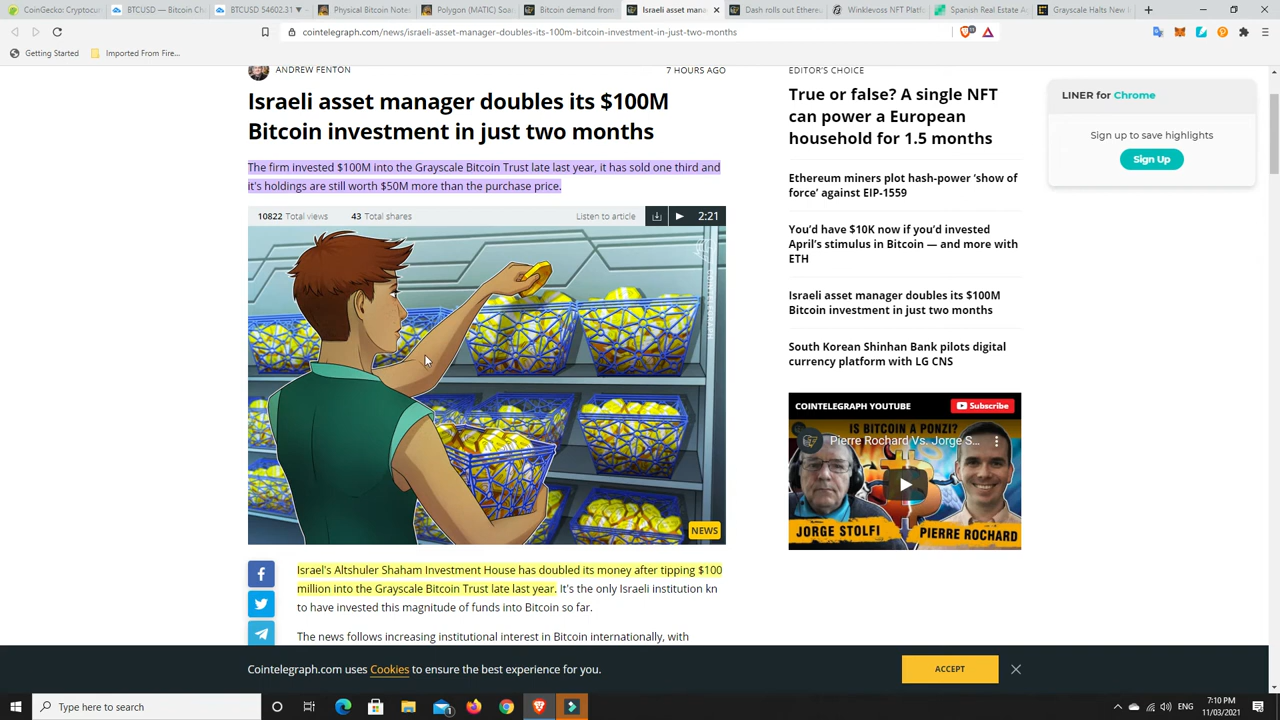 CoinGecko: Cryptocu
BTCUSD — Bitcoin Ch
BTCUSD 54602.31
Physical Bitcoin Notes
Polygon (MATIC) Soa
Bitcoin demand from
Israeli asset mana
Dash rolls out Ethere
Winklevoss NFT Platf
Spanish Real Estate A
Grayscale Halts New I
cointelegraph.com/news/israeli-asset-manager-doubles-its-100m-bitcoin-investment-in-just-two-months
Getting Started
Imported From Fire...
ANDREW FENTON
7 HOURS AGO
Israeli asset manager doubles its $100M
Bitcoin investment in just two months
The firm invested $100M into the Grayscale Bitcoin Trust late last year, it has sold one third and
it's holdings are still worth $50M more than the purchase price.
10822 Total views
43 Total shares
Listen to article
2:21
COINTELEGRAPH
NEWS
Israel's Altshuler Shaham Investment House has doubled its money after tipping $100
million into the Grayscale Bitcoin Trust late last year. It's the only Israeli institution kn
to have invested this magnitude of funds into Bitcoin so far.
The news follows increasing institutional interest in Bitcoin internationally, with
EDITOR'S CHOICE
True or false? A single NFT
can power a European
household for 1.5 months
Ethereum miners plot hash-power ‘show of
force’ against EIP-1559
You’d have $10K now if you’d invested
April’s stimulus in Bitcoin — and more with
ETH
Israeli asset manager doubles its $100M
Bitcoin investment in just two months
South Korean Shinhan Bank pilots digital
currency platform with LG CNS
COINTELEGRAPH YOUTUBE
Subscribe
IS BITCOIN A PONZI?
Pierre Rochard Vs. Jorge S...
JORGE STOLFI
PIERRE ROCHARD
LINER for Chrome
Sign up to save highlights
Sign Up
Cointelegraph.com uses Cookies to ensure the best experience for you.
ACCEPT
Type here to search
ENG
7:10 PM
11/03/2021